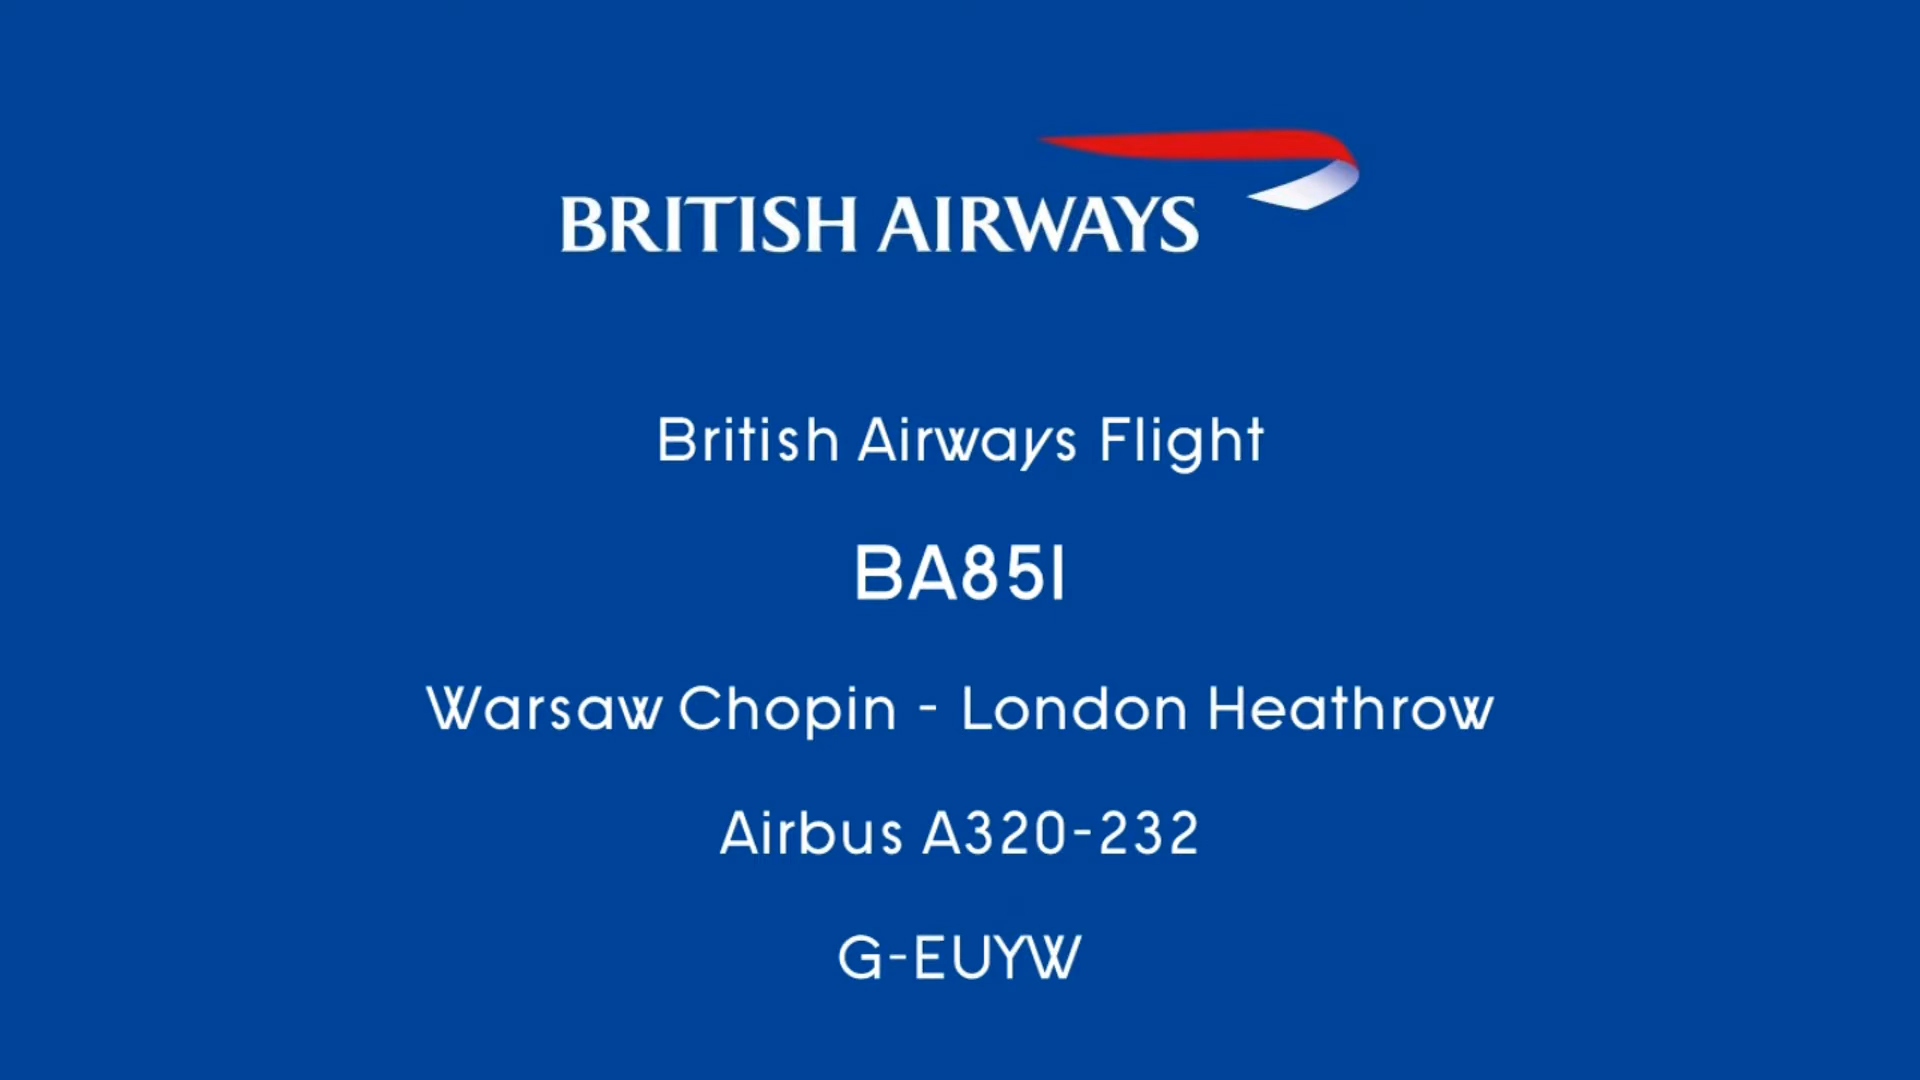 BRITISH AIRWAYS
British Airways Flight
BA851
Warsaw Chopin - London Heathrow
Airbus A320-232
G-EUYW